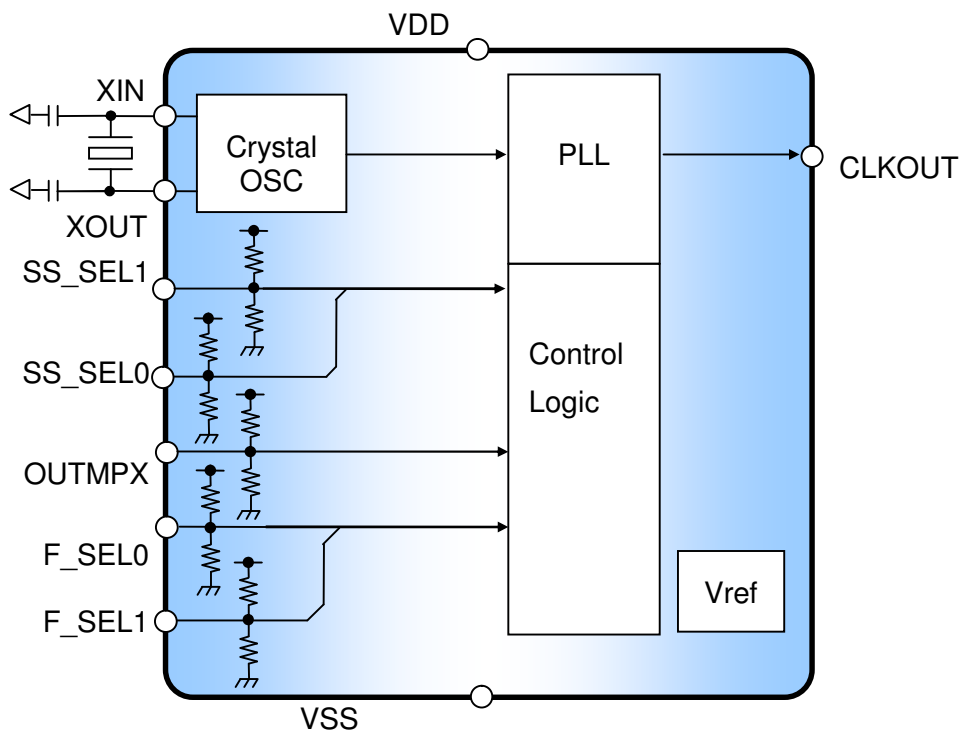 VDD
XIN
Crystal
OSC
PLL
CLKOUT
XOUT
SS_SEL1
SS_SEL0
Control
Logic
OUTMPX
F_SEL0
F_SEL1
Vref
VSS